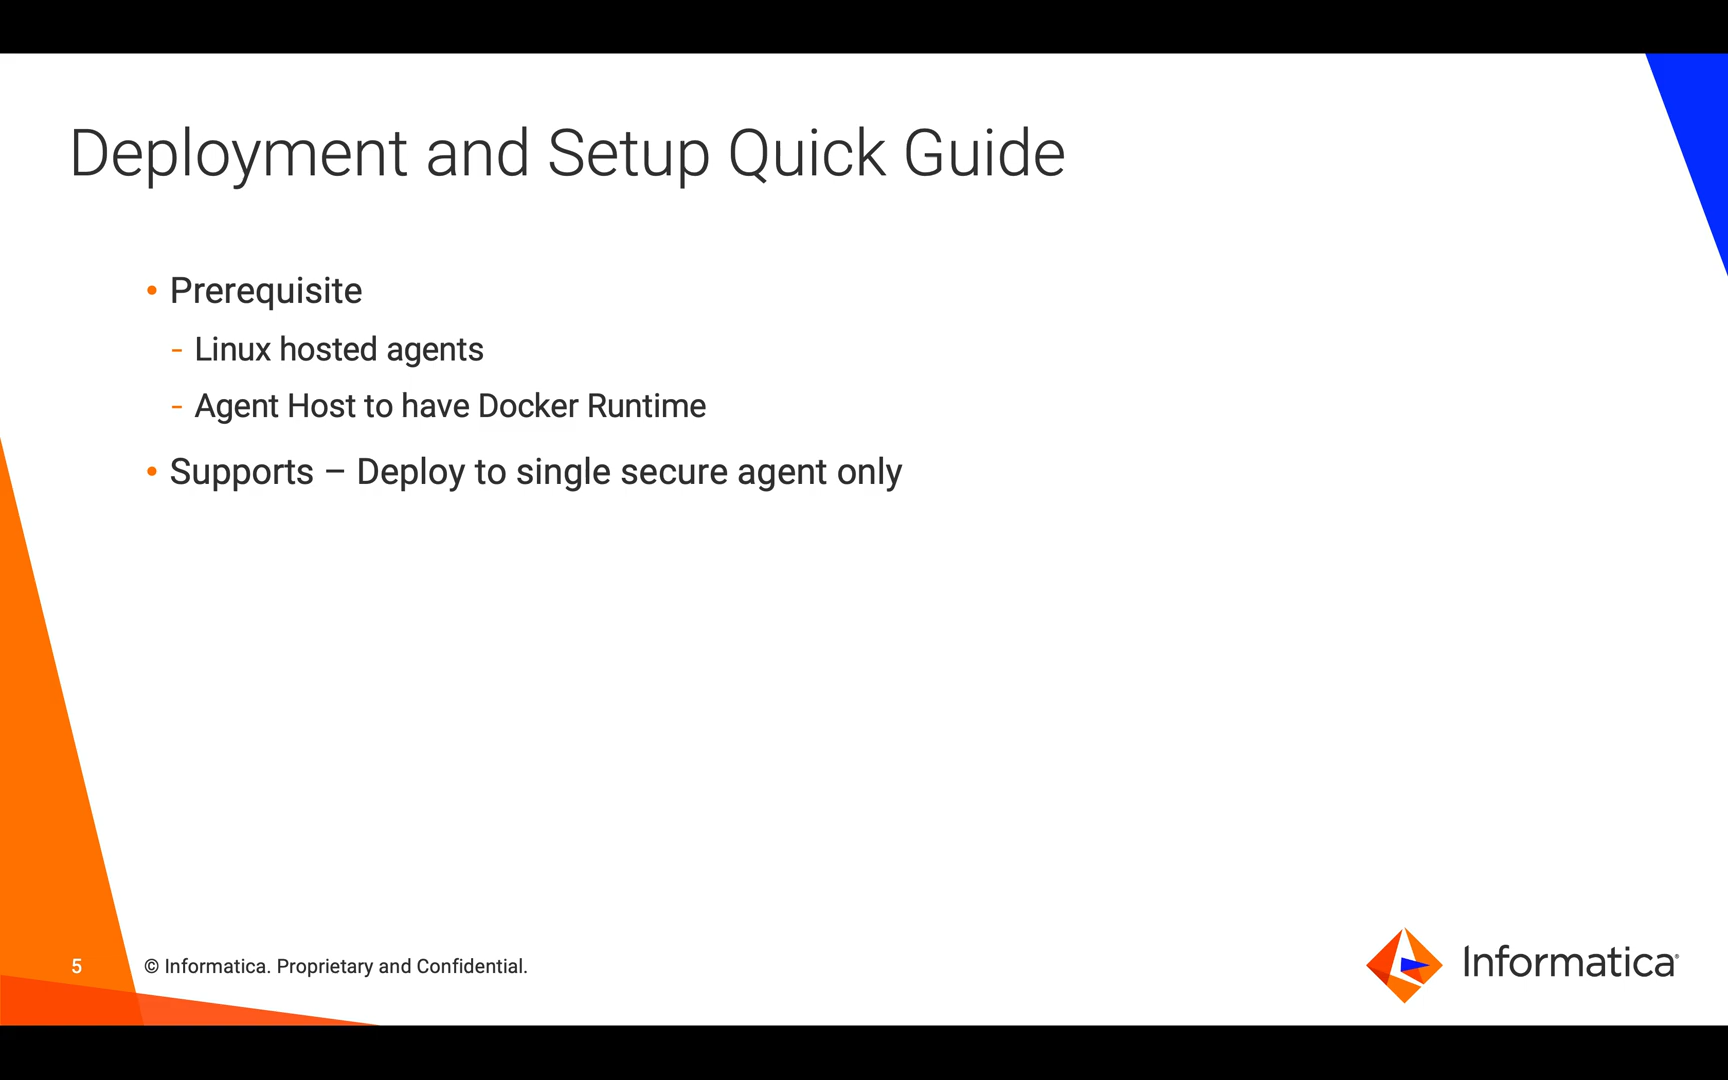 Deployment and Setup Quick Guide
• Prerequisite
- Linux hosted agents
- Agent Host to have Docker Runtime
• Supports – Deploy to single secure agent only
5
© Informatica. Proprietary and Confidential.
Informatica®